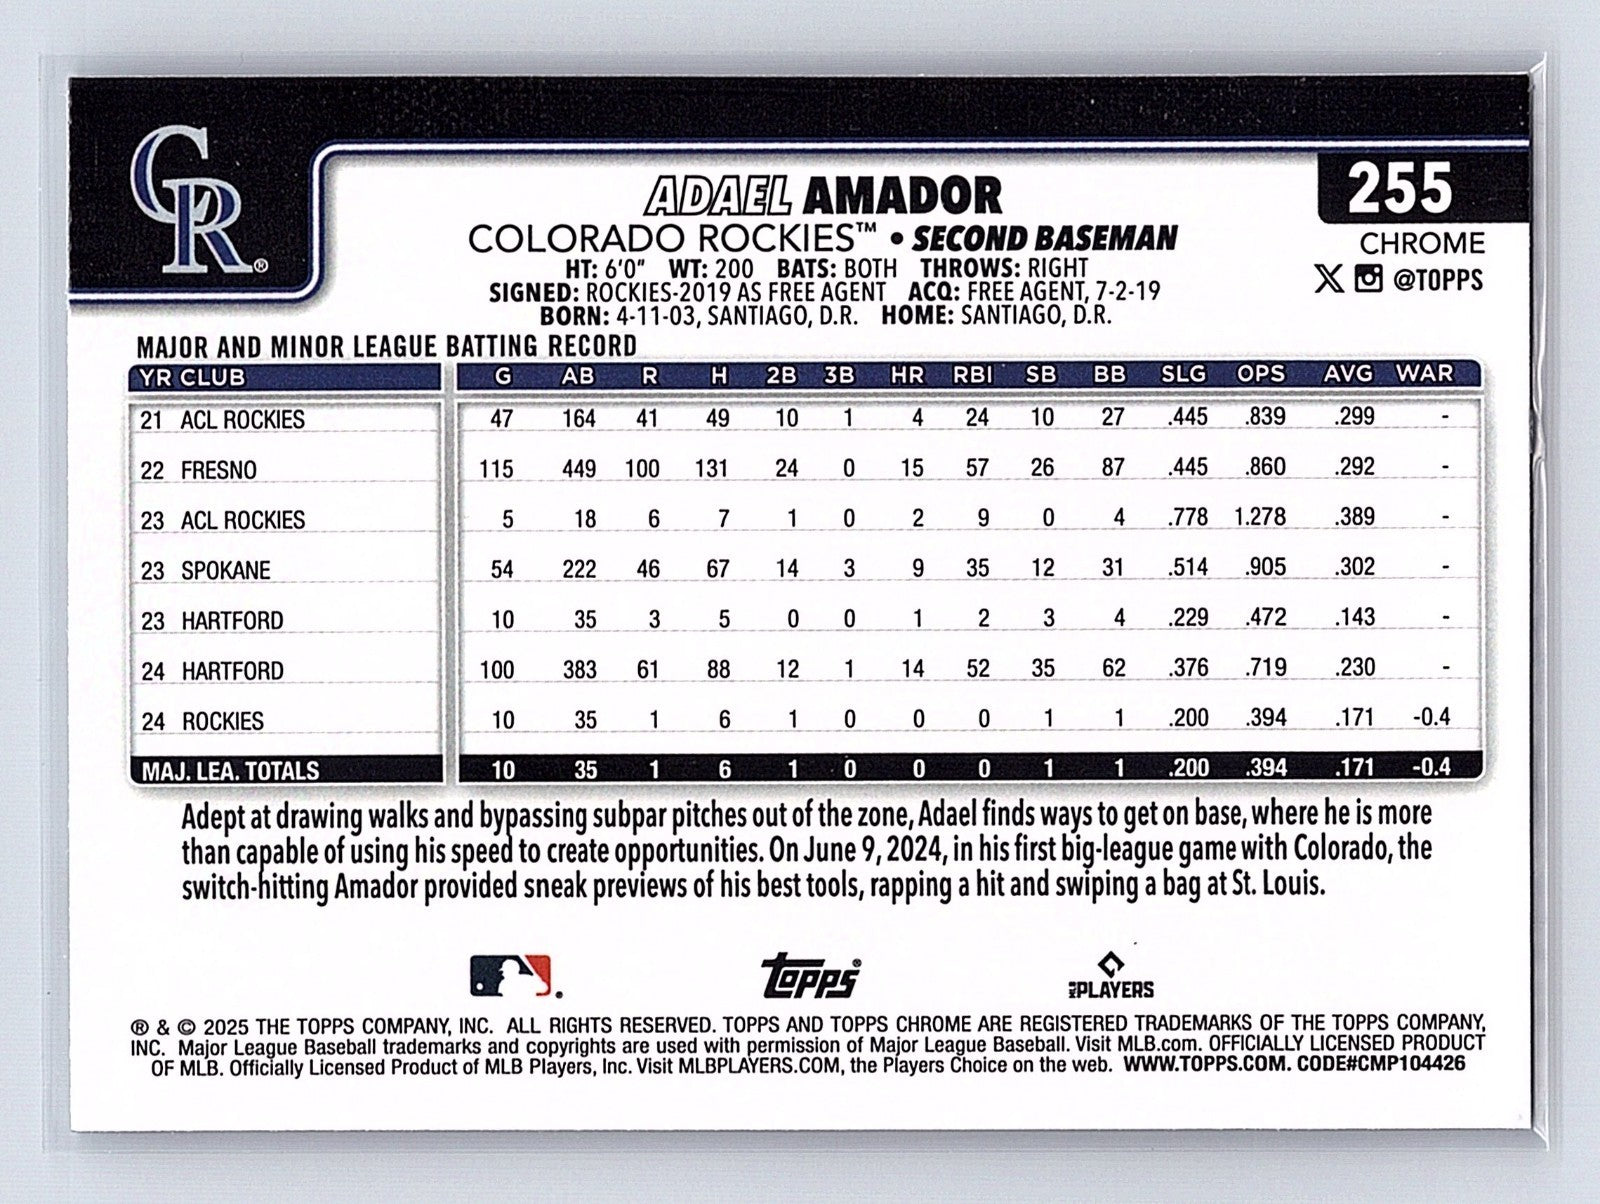 CR®
ADAEL AMADOR
255
COLORADO ROCKIES™ • SECOND BASEMAN
CHROME
HT: 6'0" WT: 200 BATS: BOTH THROWS: RIGHT
X @TOPPS
SIGNED: ROCKIES-2019 AS FREE AGENT ACQ: FREE AGENT, 7-2-19
BORN: 4-11-03, SANTIAGO, D.R. HOME: SANTIAGO, D.R.
MAJOR AND MINOR LEAGUE BATTING RECORD
YR CLUB G AB R H 2B 3B HR RBI SB BB SLG OPS AVG WAR
21 ACL ROCKIES 47 164 41 49 10 1 4 24 10 27 .445 .839 .299 -
22 FRESNO 115 449 100 131 24 0 15 57 26 87 .445 .860 .292 -
23 ACL ROCKIES 5 18 6 7 1 0 2 9 0 4 .778 1.278 .389 -
23 SPOKANE 54 222 46 67 14 3 9 35 12 31 .514 .905 .302 -
23 HARTFORD 10 35 3 5 0 0 1 2 3 4 .229 .472 .143 -
24 HARTFORD 100 383 61 88 12 1 14 52 35 62 .376 .719 .230 -
24 ROCKIES 10 35 1 6 1 0 0 0 1 1 .200 .394 .171 -0.4
MAJ. LEA. TOTALS 10 35 1 6 1 0 0 0 1 1 .200 .394 .171 -0.4
Adept at drawing walks and bypassing subpar pitches out of the zone, Adael finds ways to get on base, where he is more
than capable of using his speed to create opportunities. On June 9, 2024, in his first big-league game with Colorado, the
switch-hitting Amador provided sneak previews of his best tools, rapping a hit and swiping a bag at St. Louis.
topps® MLB PLAYERS
® & © 2025 THE TOPPS COMPANY, INC. ALL RIGHTS RESERVED. TOPPS AND TOPPS CHROME ARE REGISTERED TRADEMARKS OF THE TOPPS COMPANY,
INC. Major League Baseball trademarks and copyrights are used with permission of Major League Baseball. Visit MLB.com. OFFICIALLY LICENSED PRODUCT
OF MLB. Officially Licensed Product of MLB Players, Inc. Visit MLBPLAYERS.COM, the Players Choice on the web. WWW.TOPPS.COM. CODE#CMP104426